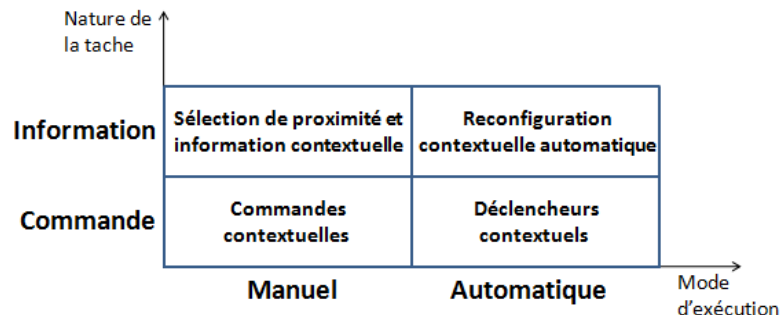 Nature de
la tache
Information
Sélection de proximité et
information contextuelle
Reconfiguration
contextuelle automatique
Commande
Commandes
contextuelles
Déclencheurs
contextuels
Manuel
Automatique
Mode
d'exécution